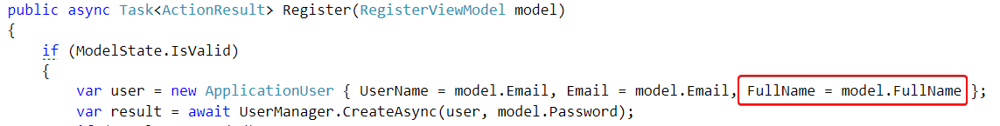 public async Task<ActionResult> Register(RegisterViewModel model)
{
if (ModelState.IsValid)
{
var user = new ApplicationUser { UserName = model.Email, Email = model.Email, FullName = model.FullName };
var result = await UserManager.CreateAsync(user, model.Password);